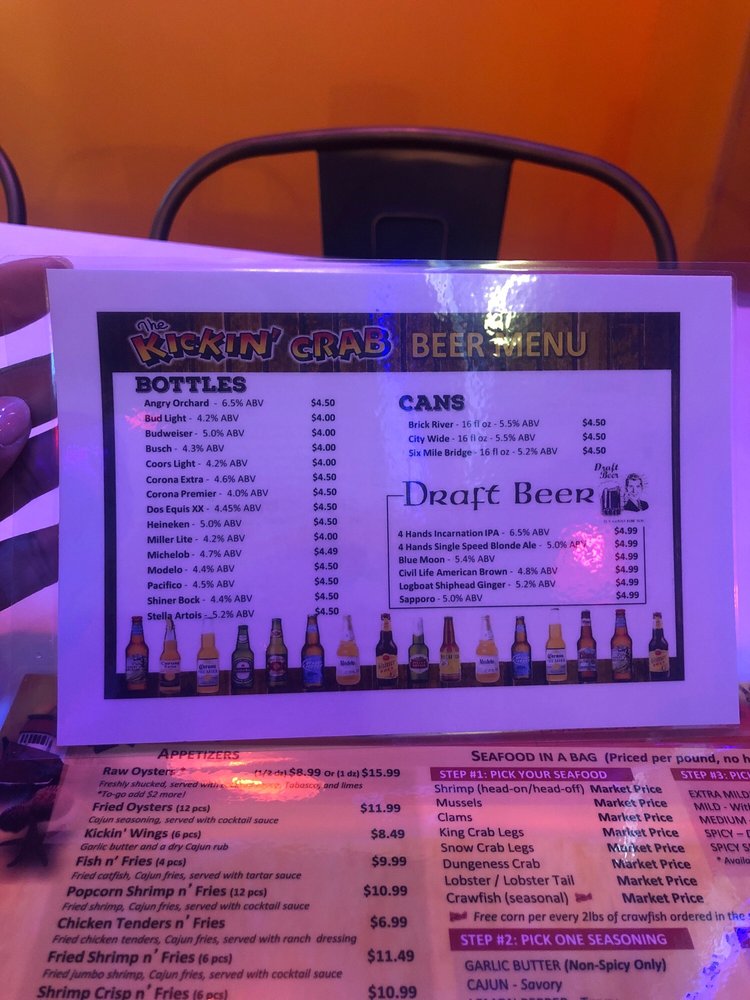 The Kickin' Crab BEER MENU
BOTTLES
Angry Orchard - 6.5% ABV $4.50
Bud Light - 4.2% ABV $4.00
Budweiser - 5.0% ABV $4.00
Busch - 4.3% ABV $4.00
Coors Light - 4.2% ABV $4.00
Corona Extra - 4.6% ABV $4.50
Corona Premier - 4.0% ABV $4.50
Dos Equis XX - 4.45% ABV $4.50
Heineken - 5.0% ABV $4.50
Miller Lite - 4.2% ABV $4.00
Michelob - 4.7% ABV $4.49
Modelo - 4.4% ABV $4.50
Pacifico - 4.5% ABV $4.50
Shiner Bock - 4.4% ABV $4.50
Stella Artois - 5.2% ABV $4.50
CANS
Brick River - 16 fl oz - 5.5% ABV $4.50
City Wide - 16 fl oz - 5.5% ABV $4.50
Six Mile Bridge - 16 fl oz - 5.2% ABV $4.50
Draft Beer
Draft Beer
4 Hands Incarnation IPA - 6.5% ABV $4.99
4 Hands Single Speed Blonde Ale - 5.0% ABV $4.99
Blue Moon - 5.4% ABV $4.99
Civil Life American Brown - 4.8% ABV $4.99
Logboat Shiphead Ginger - 5.2% ABV $4.99
Sapporo - 5.0% ABV $4.99
APPETIZERS
Raw Oysters * (1/2 dz) $8.99 Or (1 dz) $15.99
Freshly shucked, served with Tabasco, and limes
*To-go add $2 more!
Fried Oysters (12 pcs) $11.99
Cajun seasoning, served with cocktail sauce
Kickin' Wings (6 pcs) $8.49
Garlic butter and a dry Cajun rub
Fish n' Fries (4 pcs) $9.99
Fried catfish, Cajun fries, served with tartar sauce
Popcorn Shrimp n' Fries (12 pcs) $10.99
Fried shrimp, Cajun fries, served with cocktail sauce
Chicken Tenders n' Fries $6.99
Fried chicken tenders, Cajun fries, served with ranch dressing
Fried Shrimp n' Fries (6 pcs) $11.49
Fried jumbo shrimp, Cajun fries, served with cocktail sauce
Shrimp Crisp n' Fries (6 pcs) $10.99
SEAFOOD IN A BAG (Priced per pound, no h
STEP #1: PICK YOUR SEAFOOD
Shrimp (head-on/head-off) Market Price
Mussels Market Price
Clams Market Price
King Crab Legs Market Price
Snow Crab Legs Market Price
Dungeness Crab Market Price
Lobster / Lobster Tail Market Price
Crawfish (seasonal) Market Price
Free corn per every 2lbs of crawfish ordered in the
STEP #2: PICK ONE SEASONING
GARLIC BUTTER (Non-Spicy Only)
CAJUN - Savory
STEP #3: PIC
EXTRA MILD
MILD - With
MEDIUM
SPICY -
SPICY
* Availa